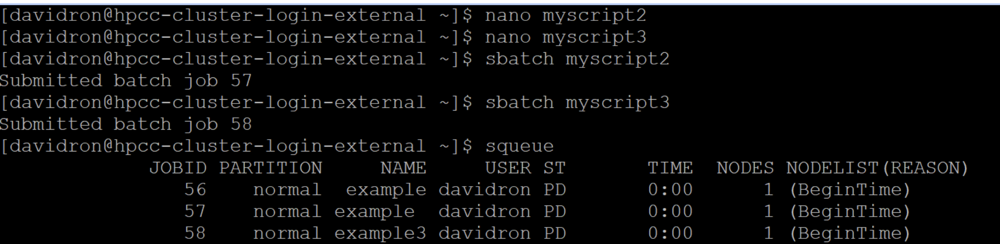 [davidron@hpcc-cluster-login-external ~]$ nano myscript2
[davidron@hpcc-cluster-login-external ~]$ nano myscript3
[davidron@hpcc-cluster-login-external ~]$ sbatch myscript2
Submitted batch job 57
[davidron@hpcc-cluster-login-external ~]$ sbatch myscript3
Submitted batch job 58
[davidron@hpcc-cluster-login-external ~]$ squeue
             JOBID PARTITION     NAME     USER ST       TIME  NODES NODELIST(REASON)
                56    normal  example davidron PD       0:00      1 (BeginTime)
                57    normal example  davidron PD       0:00      1 (BeginTime)
                58    normal example3 davidron PD       0:00      1 (BeginTime)